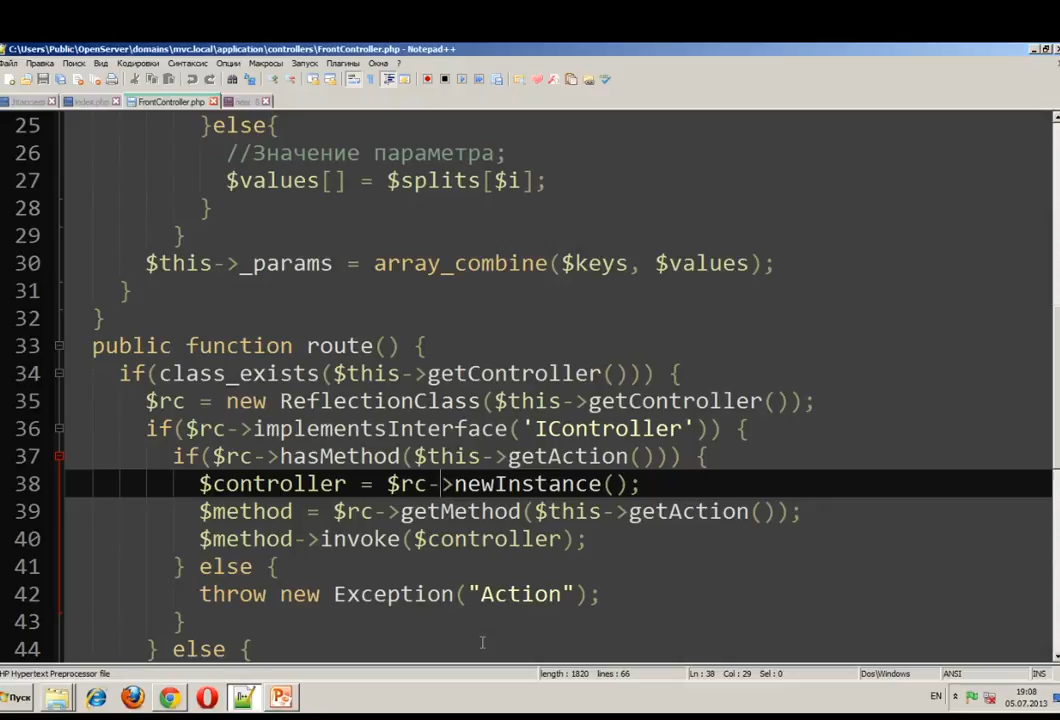 C:\Users\Public\OpenServer\domains\mvc.local\application\controllers\FrontController.php - Notepad++
Файл Правка Поиск Вид Кодировки Синтаксис Опции Макросы Запуск Плагины Окна ?
index.php FrontController.php new 8
25 }else{
26 //Значение параметра;
27 $values[] = $splits[$i];
28 }
29 }
30 $this->_params = array_combine($keys, $values);
31 }
32 }
33 public function route() {
34 if(class_exists($this->getController())) {
35 $rc = new ReflectionClass($this->getController());
36 if($rc->implementsInterface('IController')) {
37 if($rc->hasMethod($this->getAction())) {
38 $controller = $rc->newInstance();
39 $method = $rc->getMethod($this->getAction());
40 $method->invoke($controller);
41 } else {
42 throw new Exception("Action");
43 }
44 } else {
HP Hypertext Preprocessor file length : 1820 lines : 66 Ln : 38 Col : 29 Sel : 0 Dos\Windows ANSI INS
Пуск EN 19:08
05.07.2013